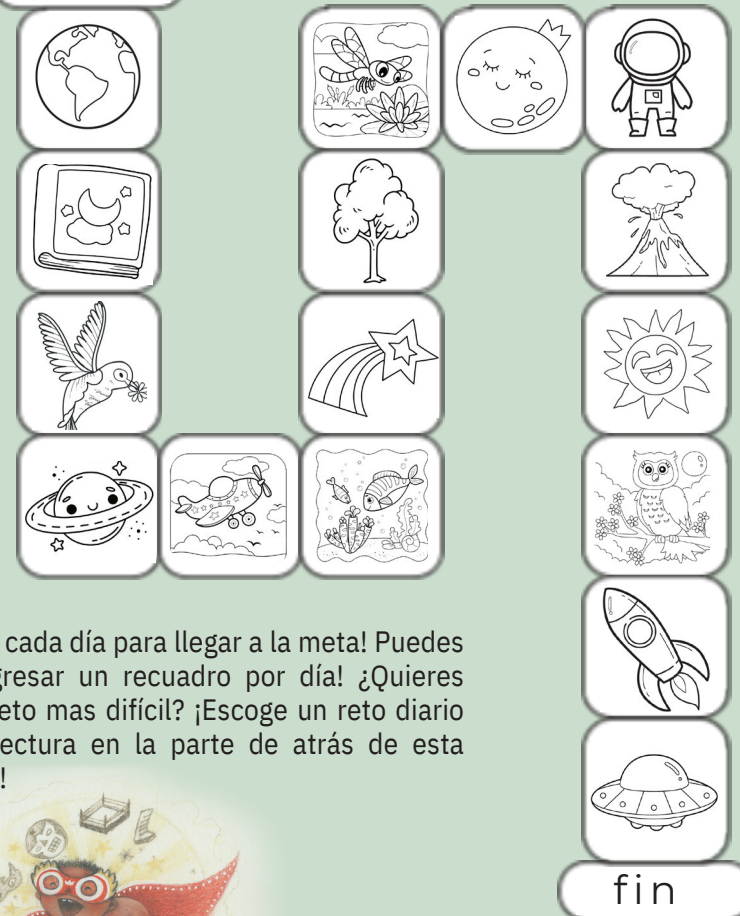 cada día para llegar a la meta! Puedes
gresar un recuadro por día! ¿Quieres
eto mas difícil? ¡Escoge un reto diario
ectura en la parte de atrás de esta
!
fin